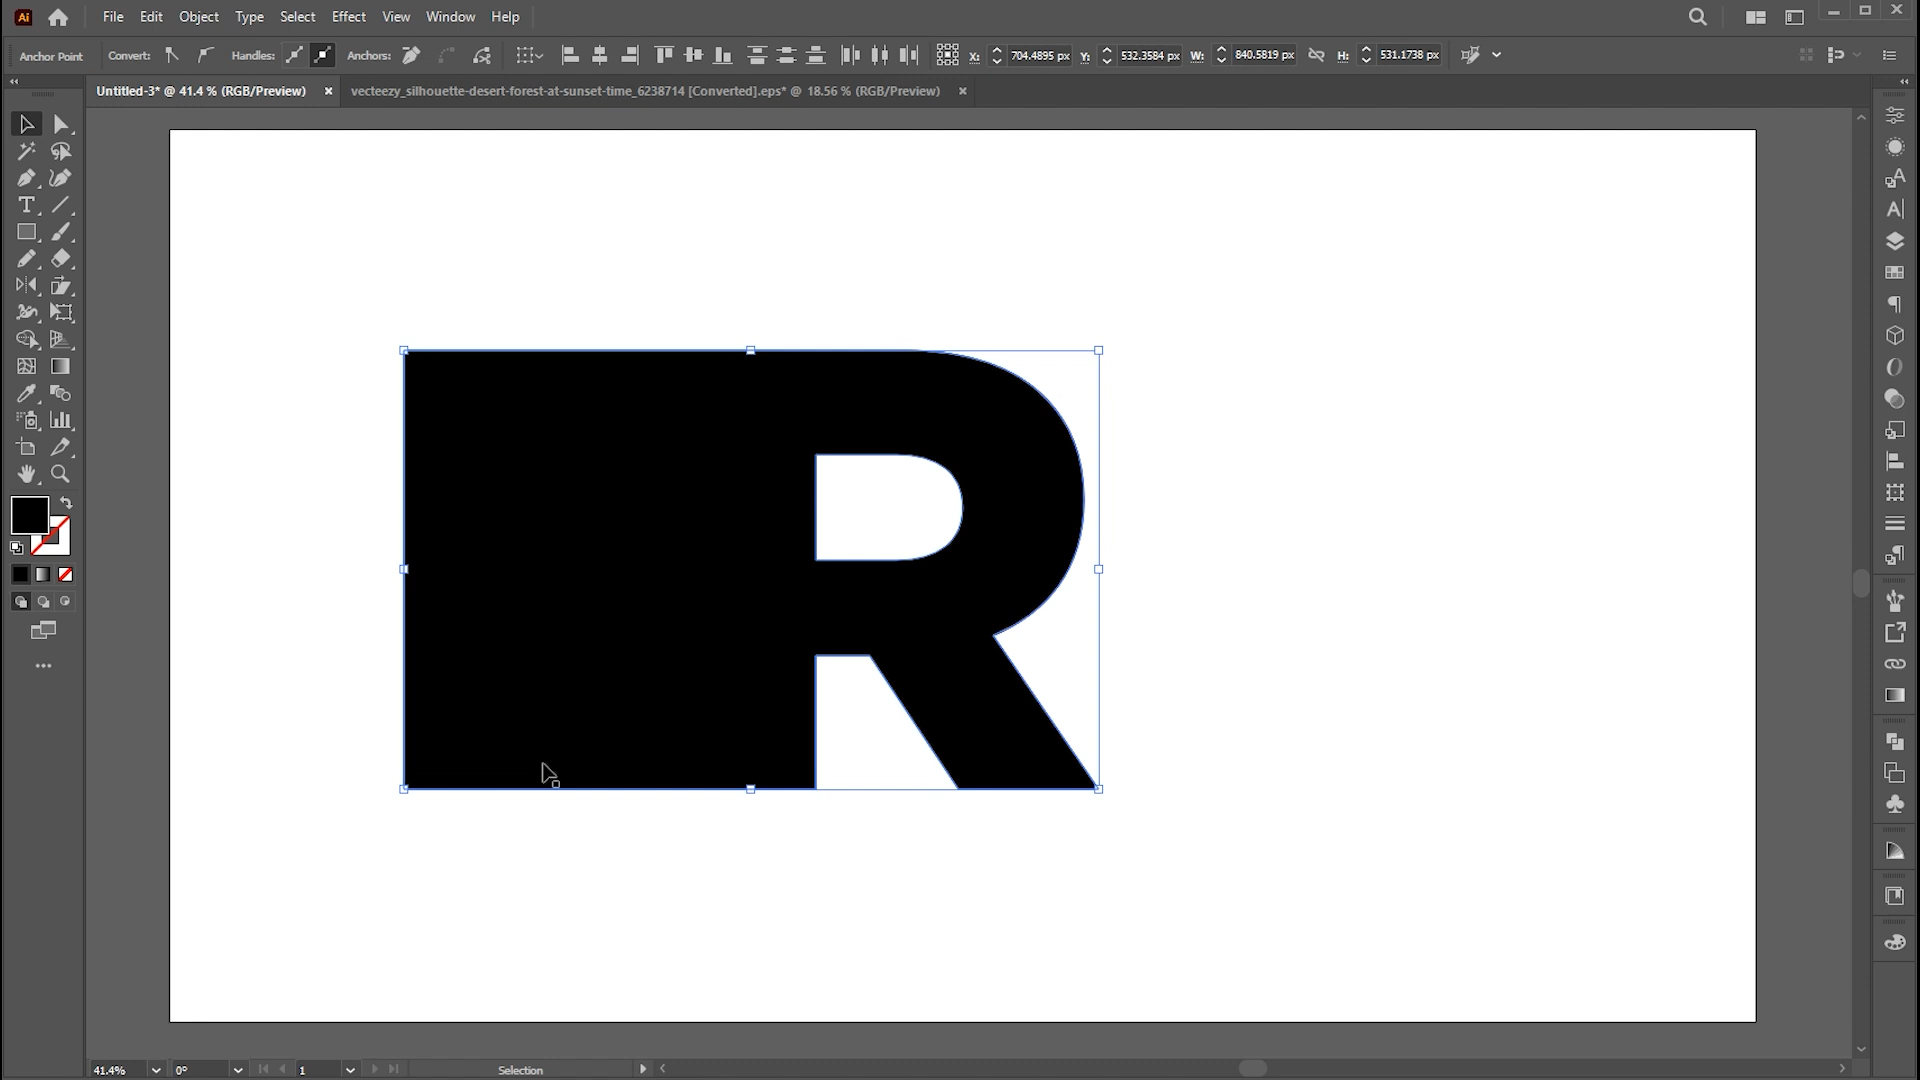 Ai File Edit Object Type Select Effect View Window Help
Anchor Point Convert: Handles: Anchors: X: 704.4895 px Y: 532.3584 px W: 840.5819 px H: 531.1738 px
Untitled-3* @ 41.4 % (RGB/Preview) × vecteezy_silhouette-desert-forest-at-sunset-time_6238714 [Converted].eps* @ 18.56 % (RGB/Preview) ×
R
41.4% 0° 1 Selection